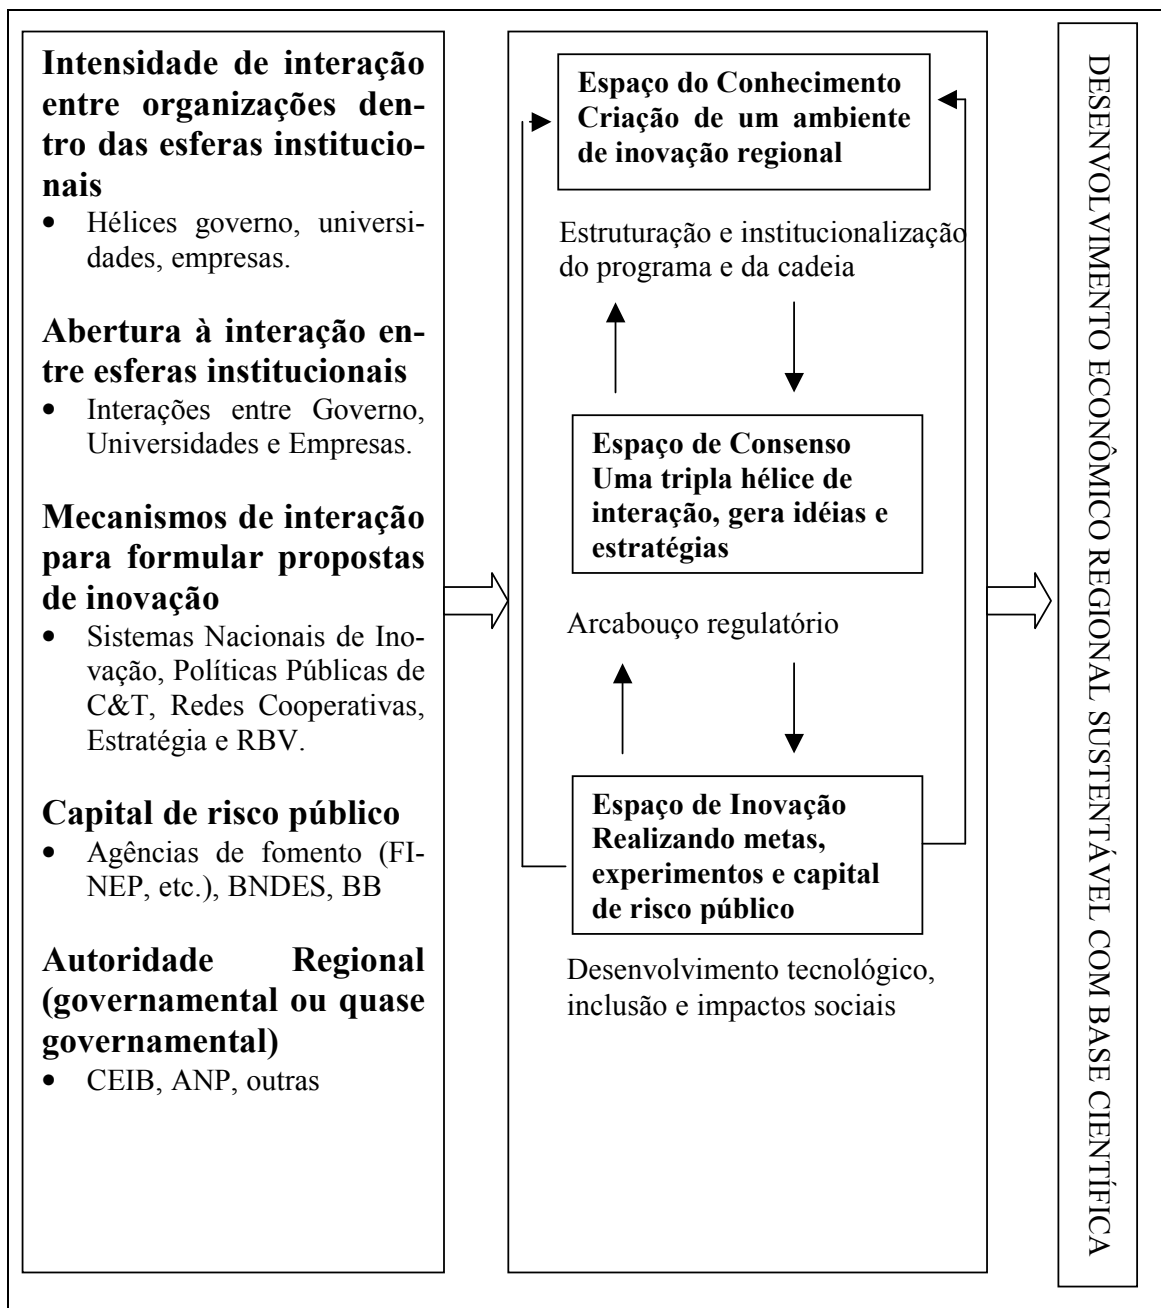 Intensidade de interação
entre organizações den-
tro das esferas institucio-
nais
• Hélices governo, universi-
dades, empresas.
Abertura à interação en-
tre esferas institucionais
• Interações entre Governo,
Universidades e Empresas.
Mecanismos de interação
para formular propostas
de inovação
• Sistemas Nacionais de Ino-
vação, Políticas Públicas de
C&T, Redes Cooperativas,
Estratégia e RBV.
Capital de risco público
• Agências de fomento (FI-
NEP, etc.), BNDES, BB
Autoridade Regional
(governamental ou quase
governamental)
• CEIB, ANP, outras
Espaço do Conhecimento
Criação de um ambiente
de inovação regional
Estruturação e institucionalização
do programa e da cadeia
Espaço de Consenso
Uma tripla hélice de
interação, gera idéias e
estratégias
Arcabouço regulatório
Espaço de Inovação
Realizando metas,
experimentos e capital
de risco público
Desenvolvimento tecnológico,
inclusão e impactos sociais
DESENVOLVIMENTO ECONÔMICO REGIONAL SUSTENTÁVEL COM BASE CIENTÍFICA